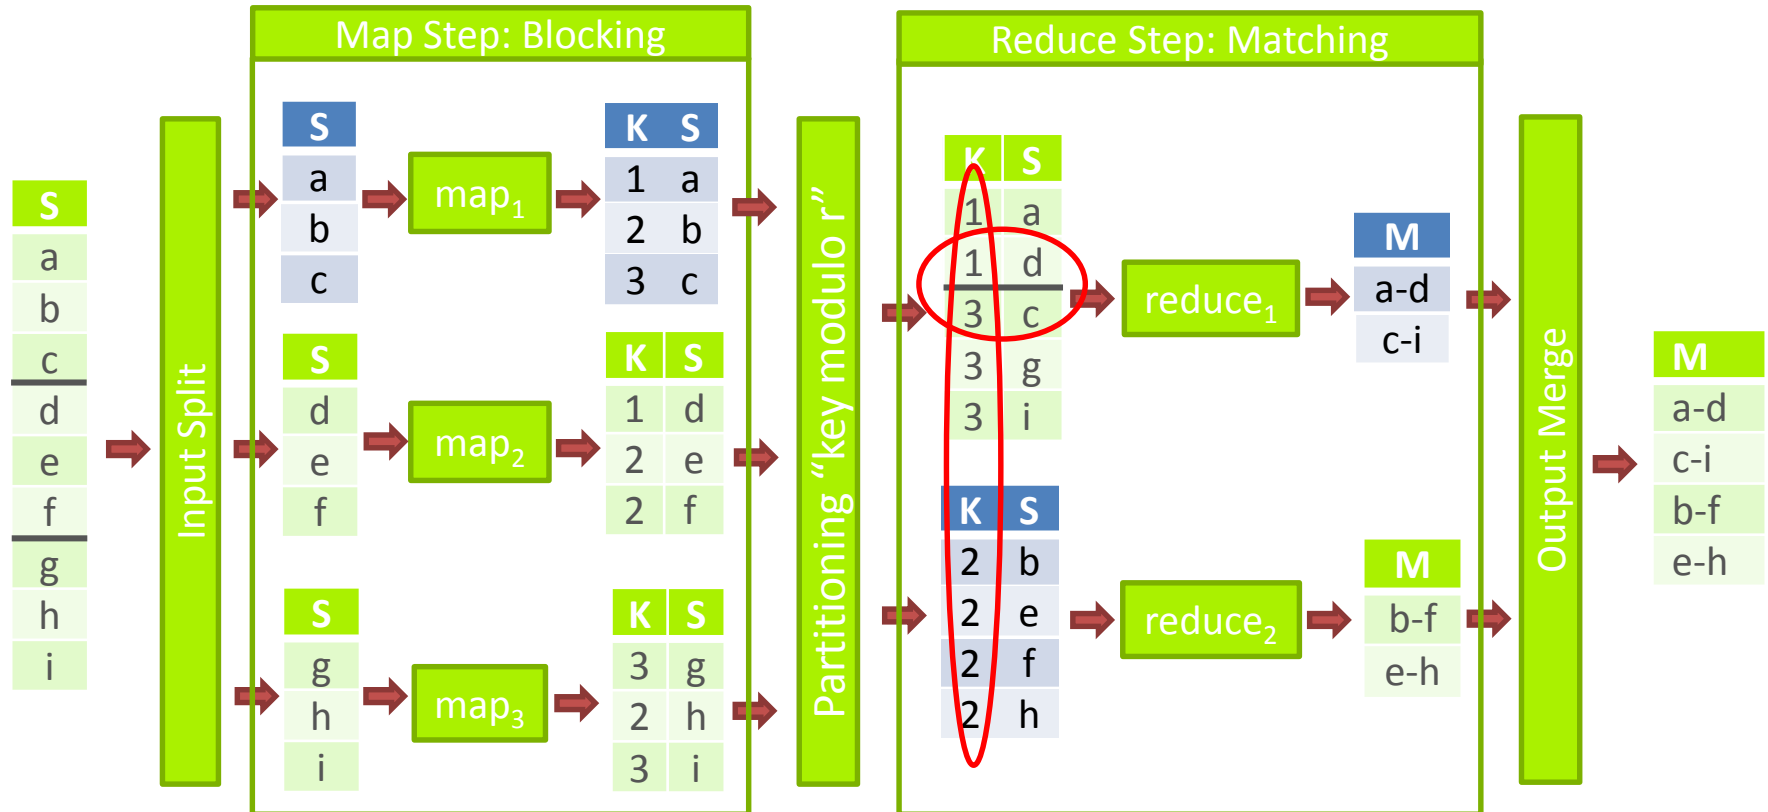 Map Step: Blocking
Reduce Step: Matching
S
a
b
c
d
e
f
g
h
i
Input Split
S
a
b
c
map1
K S
1 a
2 b
3 c
S
d
e
f
map2
K S
1 d
2 e
2 f
S
g
h
i
map3
K S
3 g
2 h
3 i
Partitioning “key modulo r”
K S
1 a
1 d
3 c
3 g
3 i
reduce1
M
a-d
c-i
K S
2 b
2 e
2 f
2 h
reduce2
M
b-f
e-h
Output Merge
M
a-d
c-i
b-f
e-h